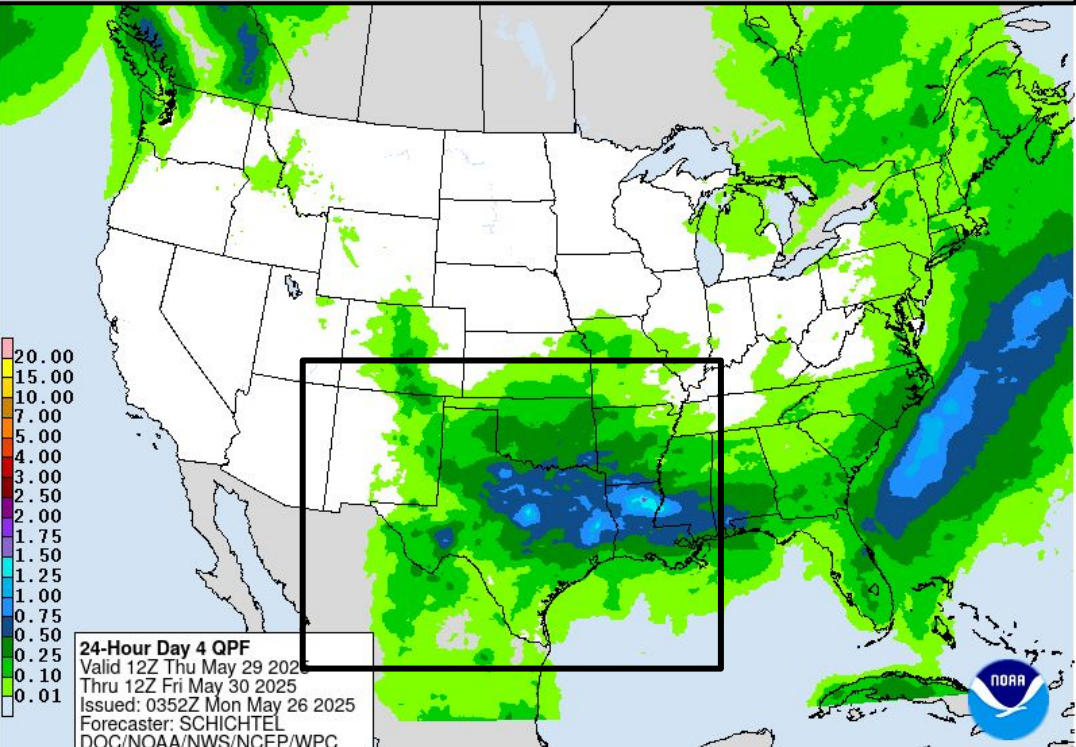 20.00
15.00
10.00
7.00
5.00
4.00
3.00
2.50
2.00
1.75
1.50
1.25
1.00
0.75
0.50
0.25
0.10
0.01
24-Hour Day 4 QPF
Valid 12Z Thu May 29 2025
Thru 12Z Fri May 30 2025
Issued: 0352Z Mon May 26 2025
Forecaster: SCHICHTEL
DOC/NOAA/NWS/NCEP/WPC
NOAA